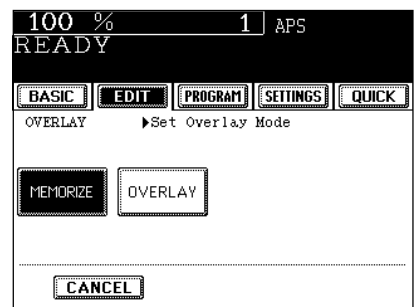 100 % 1 APS
READY
BASIC EDIT PROGRAM SETTINGS QUICK
OVERLAY ▶Set Overlay Mode
MEMORIZE OVERLAY
CANCEL